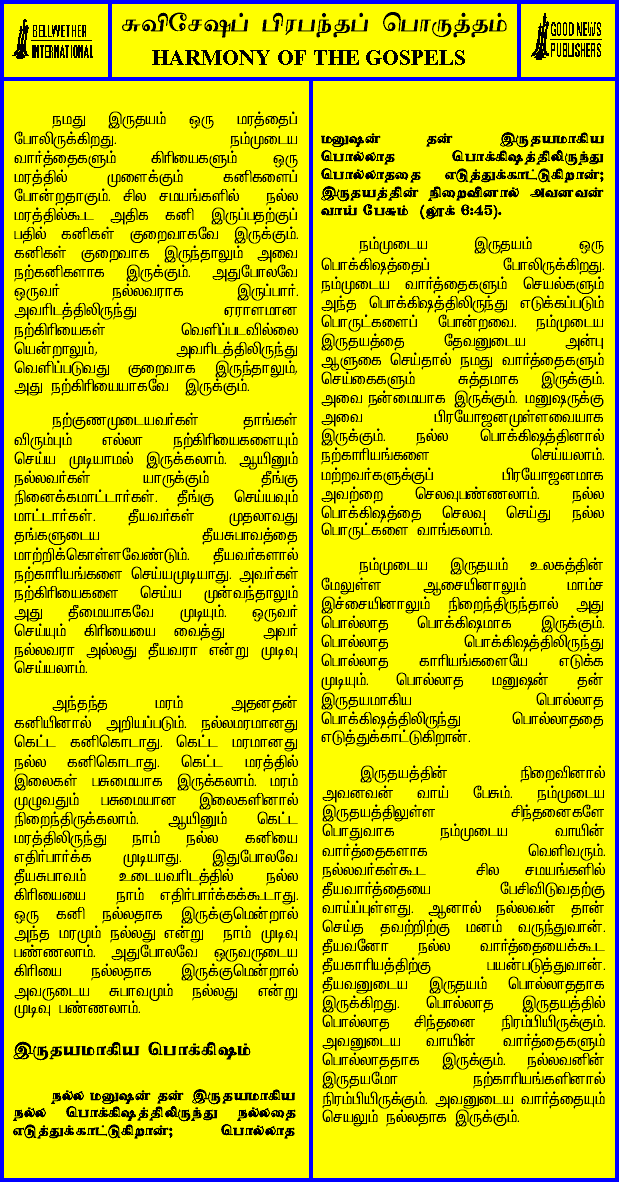 BELLWETHER
INTERNATIONAL
சுவிசேஷப் பிரபந்தப் பொருத்தம்
HARMONY OF THE GOSPELS
GOOD NEWS
PUBLISHERS
நமது இருதயம் ஒரு மரத்தைப்
போலிருக்கிறது. நம்முடைய
வார்த்தைகளும் கிரியைகளும் ஒரு
மரத்தில் முளைக்கும் கனிகளைப்
போன்றதாகும். சில சமயங்களில் நல்ல
மரத்தில்கூட அதிக கனி இருப்பதற்குப்
பதில் கனிகள் குறைவாகவே இருக்கும்.
கனிகள் குறைவாக இருந்தாலும் அவை
நற்கனிகளாக இருக்கும். அதுபோலவே
ஒருவர் நல்லவராக இருப்பார்.
அவரிடத்திலிருந்து ஏராளமான
நற்கிரியைகள் வெளிப்படவில்லை
யென்றாலும், அவரிடத்திலிருந்து
வெளிப்படுவது குறைவாக இருந்தாலும்,
அது நற்கிரியையாகவே இருக்கும்.
நற்குணமுடையவர்கள் தாங்கள்
விரும்பும் எல்லா நற்கிரியைகளையும்
செய்ய முடியாமல் இருக்கலாம். ஆயினும்
நல்லவர்கள் யாருக்கும் தீங்கு
நினைக்கமாட்டார்கள். தீங்கு செய்யவும்
மாட்டார்கள். தீயவர்கள் முதலாவது
தங்களுடைய தீயசுபாவத்தை
மாற்றிக்கொள்ளவேண்டும். தீயவர்களால்
நற்காரியங்களை செய்யமுடியாது. அவர்கள்
நற்கிரியைகளை செய்ய முன்வந்தாலும்
அது தீமையாகவே முடியும். ஒருவர்
செய்யும் கிரியையை வைத்து அவர்
நல்லவரா அல்லது தீயவரா என்று முடிவு
செய்யலாம்.
அந்தந்த மரம் அதனதன்
கனியினால் அறியப்படும். நல்லமரமானது
கெட்ட கனிகொடாது. கெட்ட மரமானது
நல்ல கனிகொடாது. கெட்ட மரத்தில்
இலைகள் பசுமையாக இருக்கலாம். மரம்
முழுவதும் பசுமையான இலைகளினால்
நிறைந்திருக்கலாம். ஆயினும் கெட்ட
மரத்திலிருந்து நாம் நல்ல கனியை
எதிர்பார்க்க முடியாது. இதுபோலவே
தீயசுபாவம் உடையவரிடத்தில் நல்ல
கிரியையை நாம் எதிர்பார்க்கக்கூடாது.
ஒரு கனி நல்லதாக இருக்குமென்றால்
அந்த மரமும் நல்லது என்று நாம் முடிவு
பண்ணலாம். அதுபோலவே ஒருவருடைய
கிரியை நல்லதாக இருக்குமென்றால்
அவருடைய சுபாவமும் நல்லது என்று
முடிவு பண்ணலாம்.
இருதயமாகிய பொக்கிஷம்
நல்ல மனுஷன் தன் இருதயமாகிய
நல்ல பொக்கிஷத்திலிருந்து நல்லதை
எடுத்துக்காட்டுகிறான்; பொல்லாத
மனுஷன் தன் இருதயமாகிய
பொல்லாத பொக்கிஷத்திலிருந்து
பொல்லாததை எடுத்துக்காட்டுகிறான்;
இருதயத்தின் நிறைவினால் அவனவன்
வாய் பேசும் (லூக் 6:45).
நம்முடைய இருதயம் ஒரு
பொக்கிஷத்தைப் போலிருக்கிறது.
நம்முடைய வார்த்தைகளும் செயல்களும்
அந்த பொக்கிஷத்திலிருந்து எடுக்கப்படும்
பொருட்களைப் போன்றவை. நம்முடைய
இருதயத்தை தேவனுடைய அன்பு
ஆளுகை செய்தால் நமது வார்த்தைகளும்
செய்கைகளும் சுத்தமாக இருக்கும்.
அவை நன்மையாக இருக்கும். மனுஷருக்கு
அவை பிரயோஜனமுள்ளவையாக
இருக்கும். நல்ல பொக்கிஷத்தினால்
நற்காரியங்களை செய்யலாம்.
மற்றவர்களுக்குப் பிரயோஜனமாக
அவற்றை செலவுபண்ணலாம். நல்ல
பொக்கிஷத்தை செலவு செய்து நல்ல
பொருட்களை வாங்கலாம்.
நம்முடைய இருதயம் உலகத்தின்
மேலுள்ள ஆசையினாலும் மாம்ச
இச்சையினாலும் நிறைந்திருந்தால் அது
பொல்லாத பொக்கிஷமாக இருக்கும்.
பொல்லாத பொக்கிஷத்திலிருந்து
பொல்லாத காரியங்களையே எடுக்க
முடியும். பொல்லாத மனுஷன் தன்
இருதயமாகிய பொல்லாத
பொக்கிஷத்திலிருந்து பொல்லாததை
எடுத்துக்காட்டுகிறான்.
இருதயத்தின் நிறைவினால்
அவனவன் வாய் பேசும். நம்முடைய
இருதயத்திலுள்ள சிந்தனைகளே
பொதுவாக நம்முடைய வாயின்
வார்த்தைகளாக வெளிவரும்.
நல்லவர்கள்கூட சில சமயங்களில்
தீயவார்த்தையை பேசிவிடுவதற்கு
வாய்ப்புள்ளது. ஆனால் நல்லவன் தான்
செய்த தவற்றிற்கு மனம் வருந்துவான்.
தீயவனோ நல்ல வார்த்தையைக்கூட
தீயகாரியத்திற்கு பயன்படுத்துவான்.
தீயவனுடைய இருதயம் பொல்லாததாக
இருக்கிறது. பொல்லாத இருதயத்தில்
பொல்லாத சிந்தனை நிரம்பியிருக்கும்.
அவனுடைய வாயின் வார்த்தைகளும்
பொல்லாததாக இருக்கும். நல்லவனின்
இருதயமோ நற்காரியங்களினால்
நிரம்பியிருக்கும். அவனுடைய வார்த்தையும்
செயலும் நல்லதாக இருக்கும்.